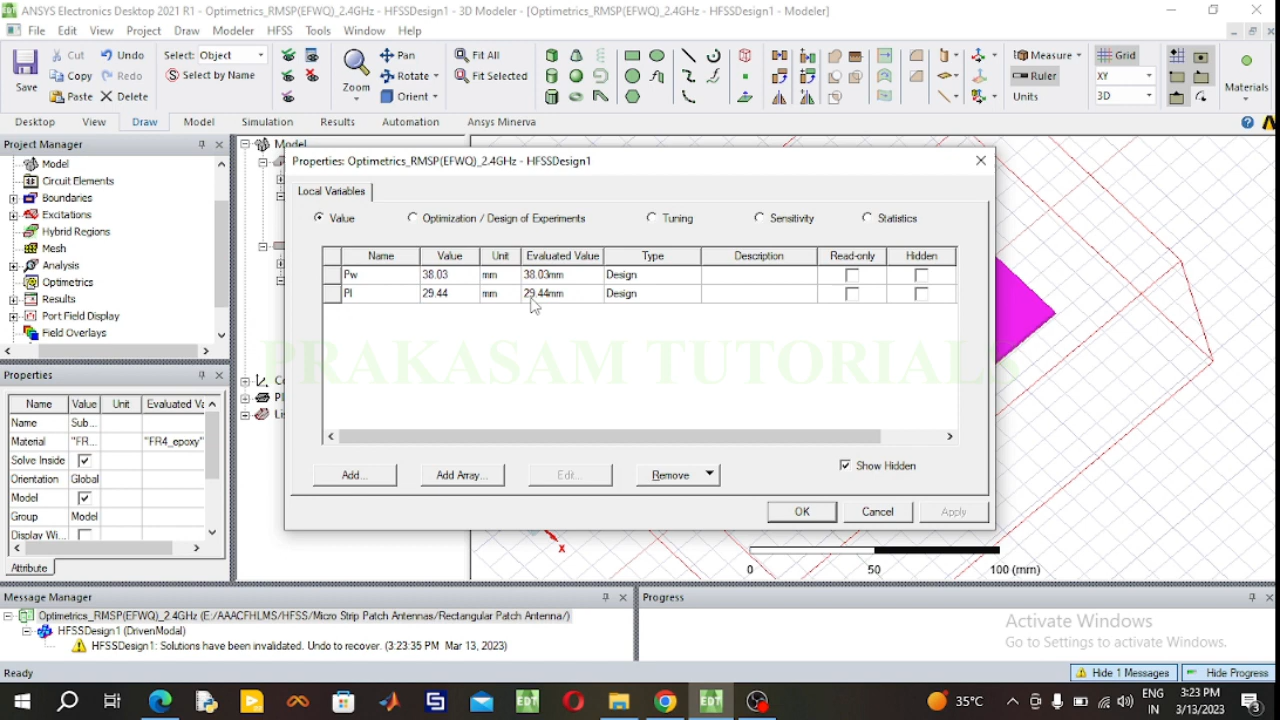 ANSYS Electronics Desktop 2021 R1 - Optimetrics_RMSP(EFWQ)_2.4GHz - HFSSDesign1 - 3D Modeler - [Optimetrics_RMSP(EFWQ)_2.4GHz - HFSSDesign1 - Modeler]
File Edit View Project Draw Modeler HFSS Tools Window Help
Save
Cut Undo
Copy Redo
Paste Delete
Select: Object
Select by Name
Zoom
Pan
Rotate
Orient
Fit All
Fit Selected
Measure
Ruler
Units
Grid
XY
3D
Materials
Desktop View Draw Model Simulation Results Automation Ansys Minerva
Project Manager
Model
Circuit Elements
Boundaries
Excitations
Hybrid Regions
Mesh
Analysis
Optimetrics
Results
Port Field Display
Field Overlays
Model
Properties: Optimetrics_RMSP(EFWQ)_2.4GHz - HFSSDesign1
Local Variables
Value Optimization / Design of Experiments Tuning Sensitivity Statistics
Name Value Unit Evaluated Value Type Description Read-only Hidden
Pw 38.03 mm 38.03mm Design
Pl 29.44 mm 29.44mm Design
PRAKASAM TUTORIALS
Add... Add Array... Edit... Remove
Show Hidden
OK Cancel Apply
Properties
Name Value Unit Evaluated Va
Name Sub...
Material "FR... "FR4_epoxy"
Solve Inside
Orientation Global
Model
Group Model
Display Wi...
Attribute
X
0 50 100 (mm)
Message Manager
Optimetrics_RMSP(EFWQ)_2.4GHz (E:/AAACFHLMS/HFSS/Micro Strip Patch Antennas/Rectangular Patch Antenna/)
HFSSDesign1 (DrivenModal)
HFSSDesign1: Solutions have been invalidated. Undo to recover. (3:23:35 PM Mar 13, 2023)
Progress
Activate Windows
Go to Settings to activate Windows.
Ready
Hide 1 Messages Hide Progress
35°C
ENG
IN
3:23 PM
3/13/2023
3